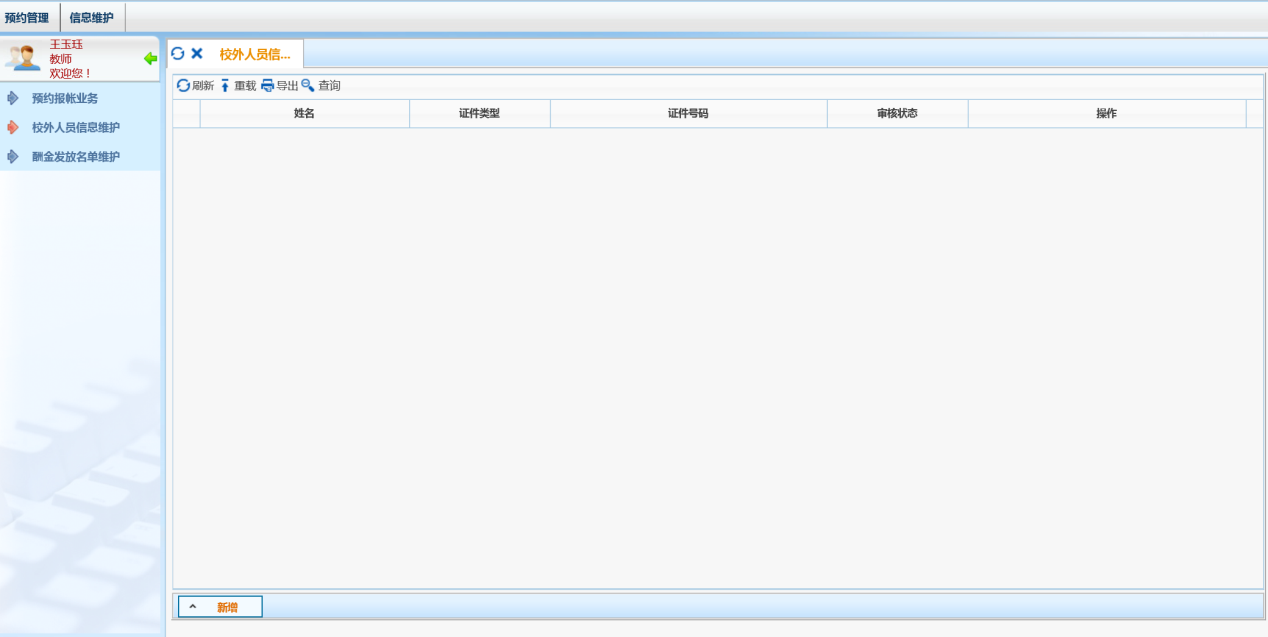 预约管理 信息维护
王玉珏
教师
欢迎您！
预约报帐业务
校外人员信息维护
酬金发放名单维护
校外人员信...
刷新 重载 导出 查询
姓名 证件类型 证件号码 审核状态 操作
新增